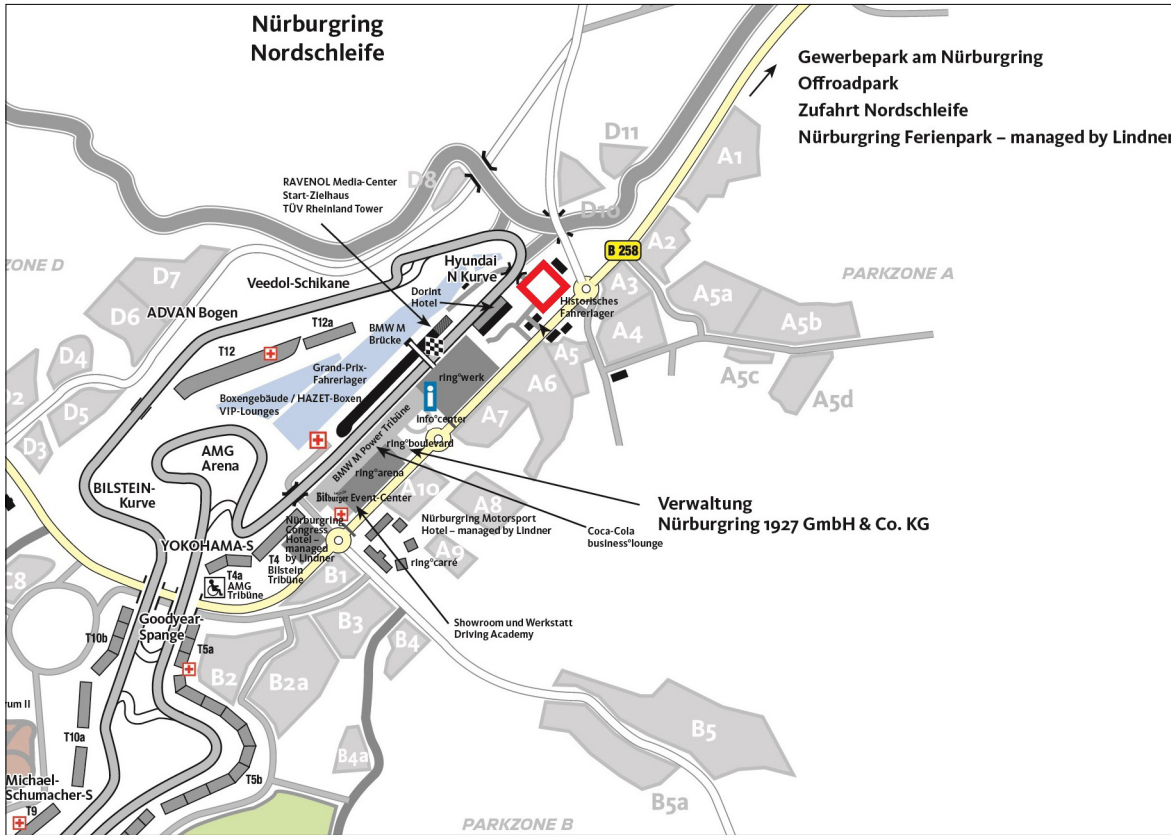 Nürburgring
Nordschleife
Gewerbepark am Nürburgring
Offroadpark
Zufahrt Nordschleife
Nürburgring Ferienpark – managed by Lindner
D11
A1
D8
RAVENOL Media-Center
Start-Zielhaus
TÜV Rheinland Tower
D10
A2
B 258
ZONE D
D7
Hyundai
N Kurve
PARKZONE A
Veedol-Schikane
Dorint
Hotel
A3
A5a
Historisches
Fahrerlager
D6
ADVAN Bogen
T12a
BMW M
Brücke
A4
A5b
T12
D4
A5
Grand-Prix-
Fahrerlager
ring°werk
A6
A5c
A5d
D2
D5
Boxengebäude / HAZET-Boxen
VIP-Lounges
i
info°center
A7
D3
AMG
Arena
BMW M Power Tribüne
ring°boulevard
ring°arena
BILSTEIN-
Kurve
Bitburger Event-Center
A10
A8
Verwaltung
Nürburgring 1927 GmbH & Co. KG
Nürburgring
Congress
Hotel –
managed
by Lindner
Nürburgring Motorsport
Hotel – managed by Lindner
Coca-Cola
business°lounge
YOKOHAMA-S
T4
Bilstein
Tribüne
A9
ring°carré
T4a
AMG
Tribüne
B1
C8
Goodyear-
Spange
T10b
T5a
B3
B4
Showroom und Werkstatt
Driving Academy
B2
B2a
rum II
T10a
B5
B4a
Michael-
Schumacher-S
T5b
B5a
T9
PARKZONE B